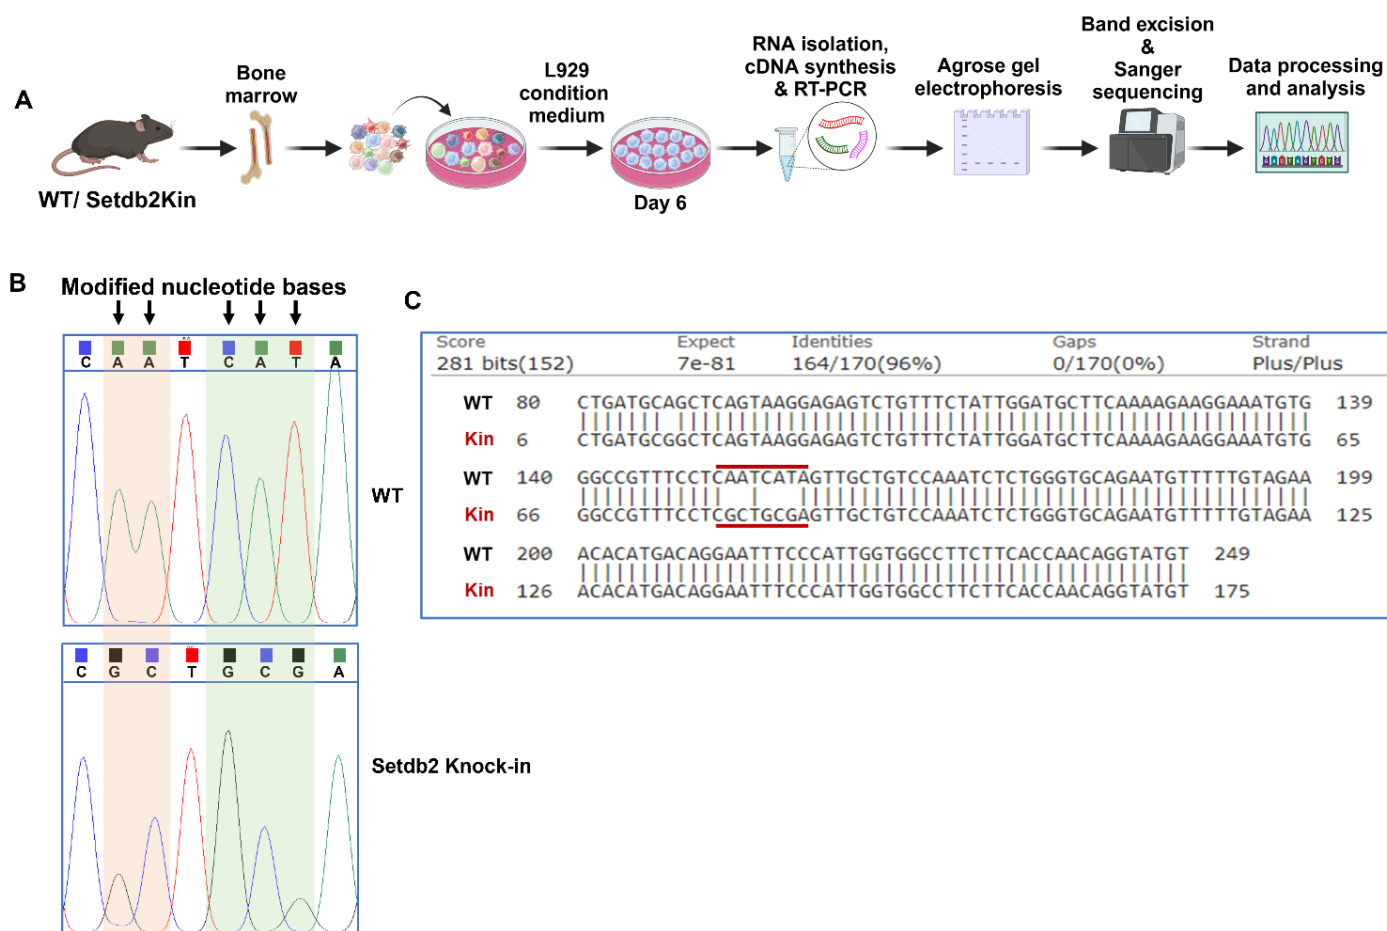 A
WT/ Setdb2Kin
Bone
marrow
L929
condition
medium
Day 6
RNA isolation,
cDNA synthesis
& RT-PCR
Agrose gel
electrophoresis
Band excision
&
Sanger
sequencing
Data processing
and analysis
B
Modified nucleotide bases
C A A T C A T A
WT
C G C T G C G A
Setdb2 Knock-in
C
Score Expect Identities Gaps Strand
281 bits(152) 7e-81 164/170(96%) 0/170(0%) Plus/Plus
WT 80 CTGATGCAGCTCAGTAAGGAGAGTCTGTTTCTATTGGATGCTTCAAAAGAAGGAAATGTG 139
Kin 6 CTGATGCGGCTCAGTAAGGAGAGTCTGTTTCTATTGGATGCTTCAAAAGAAGGAAATGTG 65
WT 140 GGCCGTTTCCTCAATCATAGTTGCTGTCCAAATCTCTGGGTGCAGAATGTTTTTGTAGAA 199
Kin 66 GGCCGTTTCCTCGCTGCGAGTTGCTGTCCAAATCTCTGGGTGCAGAATGTTTTTGTAGAA 125
WT 200 ACACATGACAGGAATTTCCCATTGGTGGCCTTCTTCACCAACAGGTATGT 249
Kin 126 ACACATGACAGGAATTTCCCATTGGTGGCCTTCTTCACCAACAGGTATGT 175